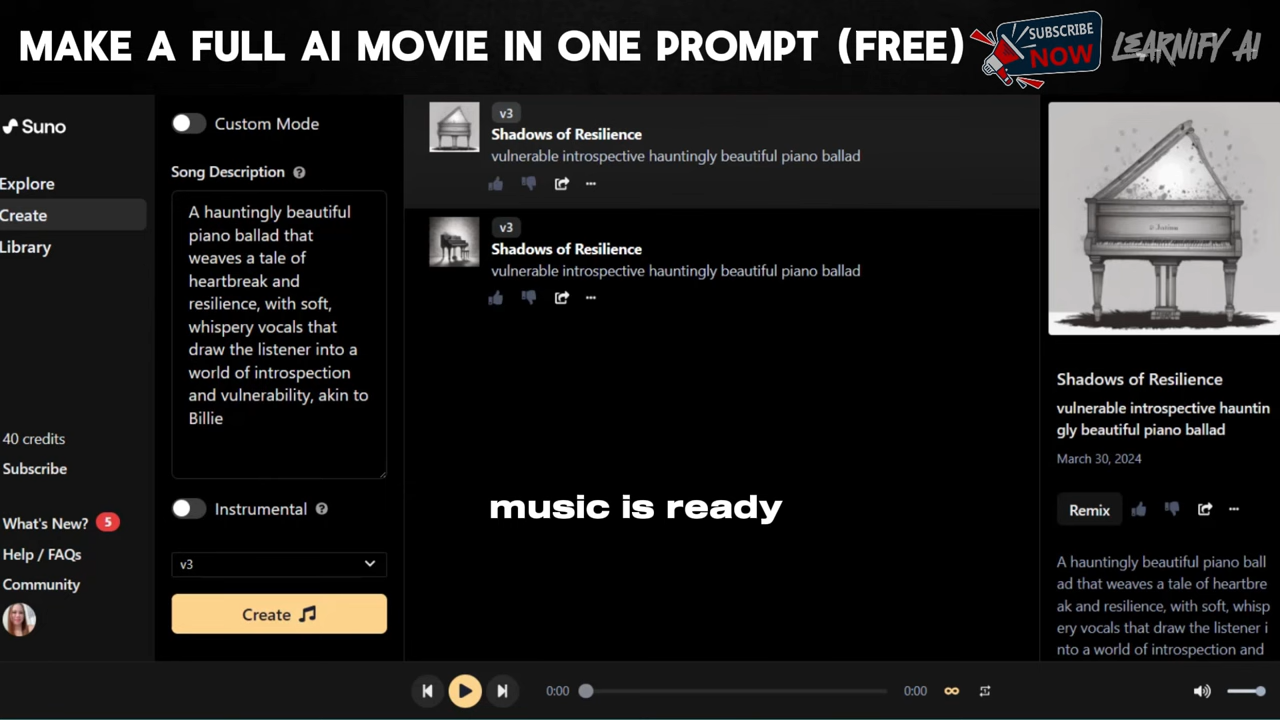 MAKE A FULL AI MOVIE IN ONE PROMPT (FREE)
SUBSCRIBE
NOW
LEARNIFY AI
Suno
Explore
Create
Library
40 credits
Subscribe
What's New? 5
Help / FAQs
Community
Custom Mode
Song Description
A hauntingly beautiful
piano ballad that
weaves a tale of
heartbreak and
resilience, with soft,
whispery vocals that
draw the listener into a
world of introspection
and vulnerability, akin to
Billie
Instrumental
v3
Create
v3
Shadows of Resilience
vulnerable introspective hauntingly beautiful piano ballad
v3
Shadows of Resilience
vulnerable introspective hauntingly beautiful piano ballad
music is ready
Shadows of Resilience
vulnerable introspective hauntin
gly beautiful piano ballad
March 30, 2024
Remix
A hauntingly beautiful piano ball
ad that weaves a tale of heartbre
ak and resilience, with soft, whisp
ery vocals that draw the listener i
nto a world of introspection and
0:00
0:00